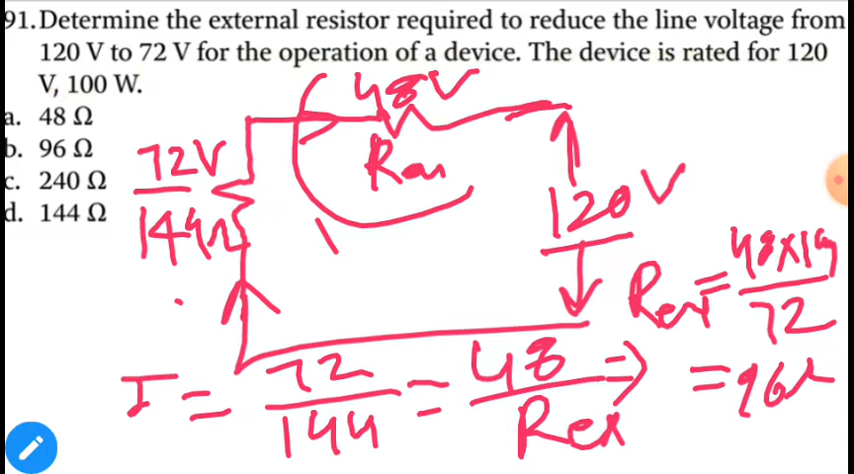 91. Determine the external resistor required to reduce the line voltage from
120 V to 72 V for the operation of a device. The device is rated for 120
V, 100 W.
a. 48 Ω
b. 96 Ω
c. 240 Ω
d. 144 Ω
48V
72V
144Ω
120V
Rex = 48×144
72
= 96Ω
I = 72 = 48 ⇒
144 Rex